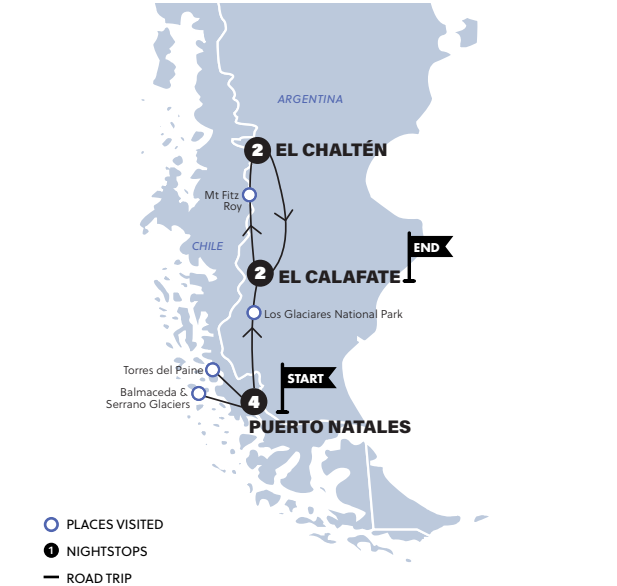 ARGENTINA
2 EL CHALTÉN
Mt Fitz
Roy
CHILE
END
2 EL CALAFATE
Los Glaciares National Park
Torres del Paine
START
Balmaceda &
Serrano Glaciers
4
PUERTO NATALES
PLACES VISITED
1 NIGHTSTOPS
ROAD TRIP